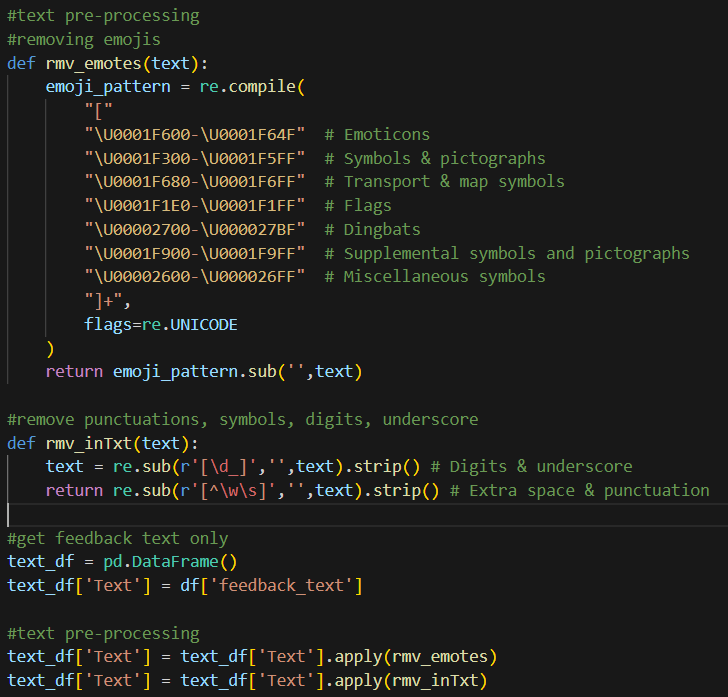 #text pre-processing
#removing emojis
def rmv_emotes(text):
    emoji_pattern = re.compile(
        "["
        "\U0001F600-\U0001F64F"  # Emoticons
        "\U0001F300-\U0001F5FF"  # Symbols & pictographs
        "\U0001F680-\U0001F6FF"  # Transport & map symbols
        "\U0001F1E0-\U0001F1FF"  # Flags
        "\U00002700-\U000027BF"  # Dingbats
        "\U0001F900-\U0001F9FF"  # Supplemental symbols and pictographs
        "\U00002600-\U000026FF"  # Miscellaneous symbols
        "]+",
        flags=re.UNICODE
    )
    return emoji_pattern.sub('',text)

#remove punctuations, symbols, digits, underscore
def rmv_inTxt(text):
    text = re.sub(r'[\d_]','',text).strip() # Digits & underscore
    return re.sub(r'[^\w\s]','',text).strip() # Extra space & punctuation

#get feedback text only
text_df = pd.DataFrame()
text_df['Text'] = df['feedback_text']

#text pre-processing
text_df['Text'] = text_df['Text'].apply(rmv_emotes)
text_df['Text'] = text_df['Text'].apply(rmv_inTxt)